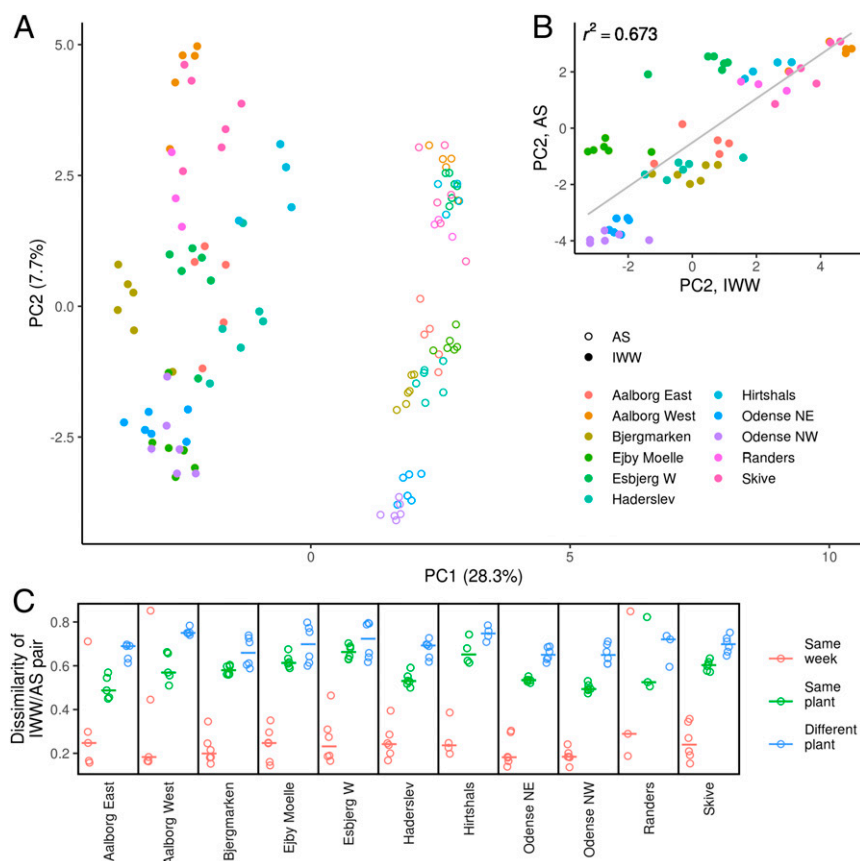 A
5.0
2.5
0.0
-2.5
PC2 (7.7%)
0
5
10
PC1 (28.3%)
B
r² = 0.673
2
0
-2
-4
PC2, AS
-2
0
2
4
PC2, IWW
AS
IWW
Aalborg East
Aalborg West
Bjergmarken
Ejby Moelle
Esbjerg W
Haderslev
Hirtshals
Odense NE
Odense NW
Randers
Skive
C
0.8
0.6
0.4
0.2
Dissimilarity of
IWW/AS pair
Aalborg East
Aalborg West
Bjergmarken
Ejby Moelle
Esbjerg W
Haderslev
Hirtshals
Odense NE
Odense NW
Randers
Skive
Same
week
Same
plant
Different
plant